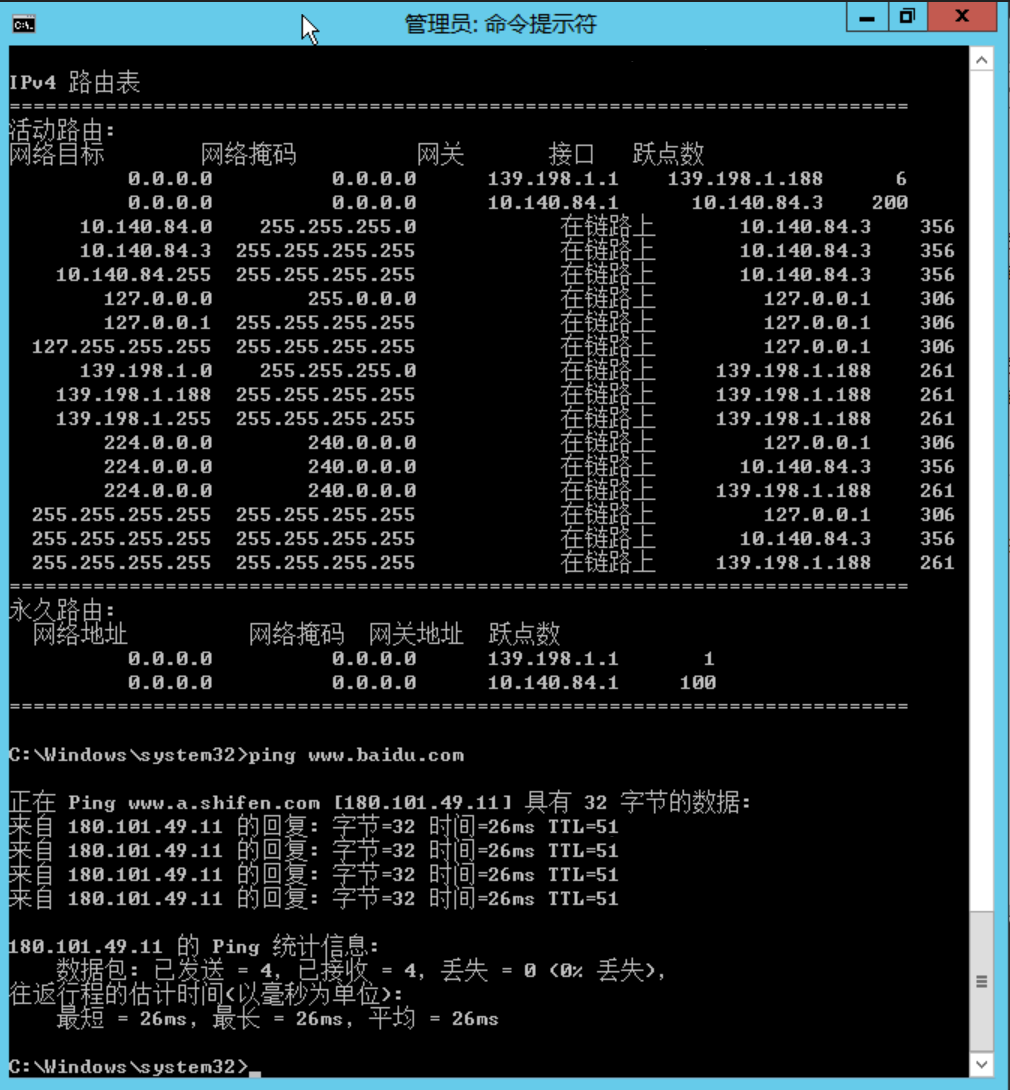 管理员: 命令提示符
IPv4 路由表
===========================================================================
活动路由:
网络目标 网络掩码 网关 接口 跃点数
0.0.0.0 0.0.0.0 139.198.1.1 139.198.1.188 6
0.0.0.0 0.0.0.0 10.140.84.1 10.140.84.3 200
10.140.84.0 255.255.255.0 在链路上 10.140.84.3 356
10.140.84.3 255.255.255.255 在链路上 10.140.84.3 356
10.140.84.255 255.255.255.255 在链路上 10.140.84.3 356
127.0.0.0 255.0.0.0 在链路上 127.0.0.1 306
127.0.0.1 255.255.255.255 在链路上 127.0.0.1 306
127.255.255.255 255.255.255.255 在链路上 127.0.0.1 306
139.198.1.0 255.255.255.0 在链路上 139.198.1.188 261
139.198.1.188 255.255.255.255 在链路上 139.198.1.188 261
139.198.1.255 255.255.255.255 在链路上 139.198.1.188 261
224.0.0.0 240.0.0.0 在链路上 127.0.0.1 306
224.0.0.0 240.0.0.0 在链路上 10.140.84.3 356
224.0.0.0 240.0.0.0 在链路上 139.198.1.188 261
255.255.255.255 255.255.255.255 在链路上 127.0.0.1 306
255.255.255.255 255.255.255.255 在链路上 10.140.84.3 356
255.255.255.255 255.255.255.255 在链路上 139.198.1.188 261
===========================================================================
永久路由:
网络地址 网络掩码 网关地址 跃点数
0.0.0.0 0.0.0.0 139.198.1.1 1
0.0.0.0 0.0.0.0 10.140.84.1 100
===========================================================================
C:\Windows\system32>ping www.baidu.com
正在 Ping www.a.shifen.com [180.101.49.11] 具有 32 字节的数据:
来自 180.101.49.11 的回复: 字节=32 时间=26ms TTL=51
来自 180.101.49.11 的回复: 字节=32 时间=26ms TTL=51
来自 180.101.49.11 的回复: 字节=32 时间=26ms TTL=51
来自 180.101.49.11 的回复: 字节=32 时间=26ms TTL=51
180.101.49.11 的 Ping 统计信息:
数据包: 已发送 = 4, 已接收 = 4, 丢失 = 0 (0% 丢失),
往返行程的估计时间(以毫秒为单位):
最短 = 26ms, 最长 = 26ms, 平均 = 26ms
C:\Windows\system32>_